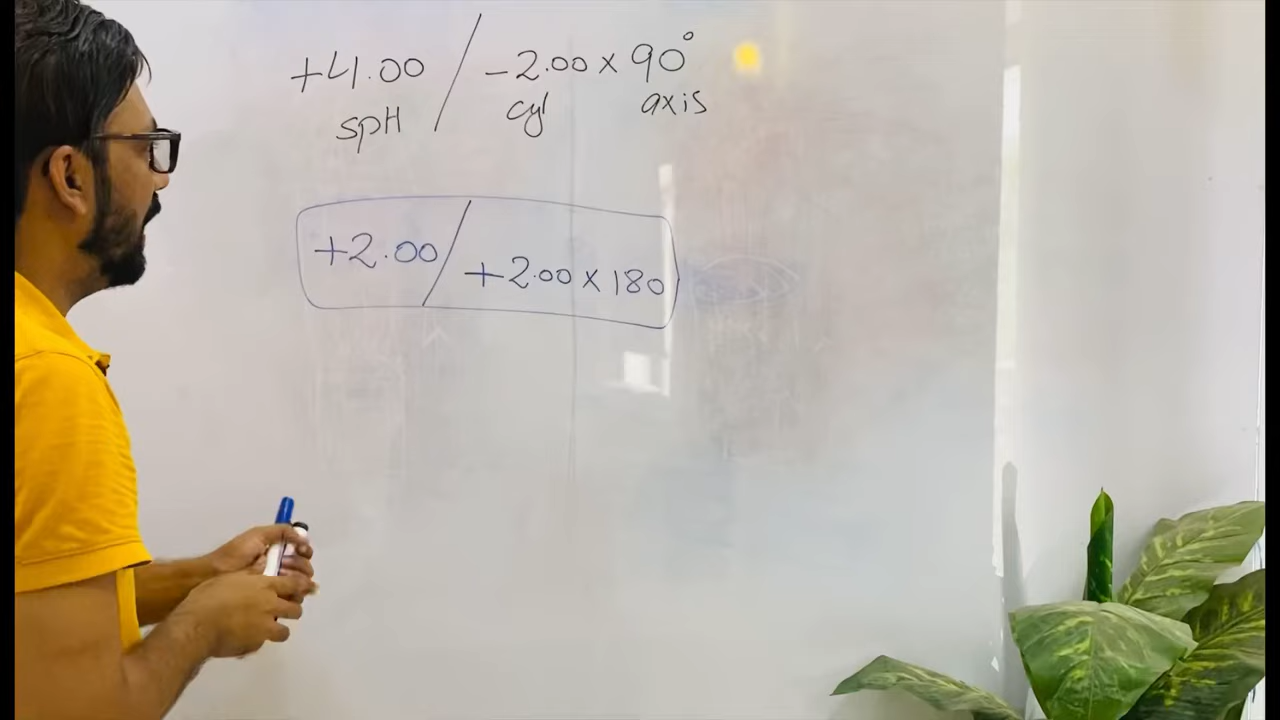 +4.00 / -2.00 x 90°
SpH cyl axis
+2.00 / +2.00 x 180